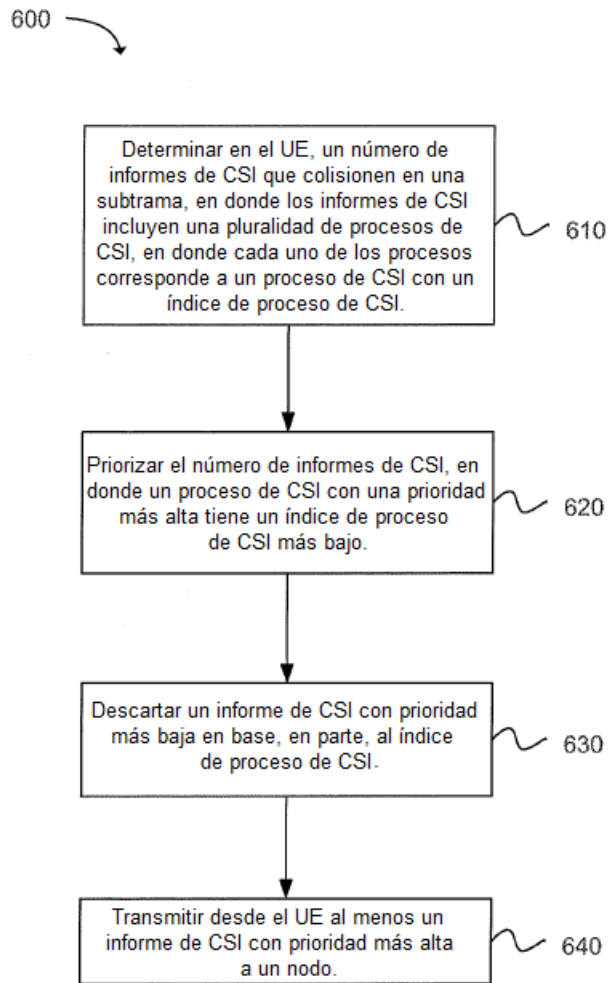 600
Determinar en el UE, un número de
informes de CSI que colisionen en una
subtrama, en donde los informes de CSI
incluyen una pluralidad de procesos de
CSI, en donde cada uno de los procesos
corresponde a un proceso de CSI con un
índice de proceso de CSI.
610
Priorizar el número de informes de CSI, en
donde un proceso de CSI con una prioridad
más alta tiene un índice de proceso
de CSI más bajo.
620
Descartar un informe de CSI con prioridad
más baja en base, en parte, al índice
de proceso de CSI.
630
Transmitir desde el UE al menos un
informe de CSI con prioridad más alta
a un nodo.
640